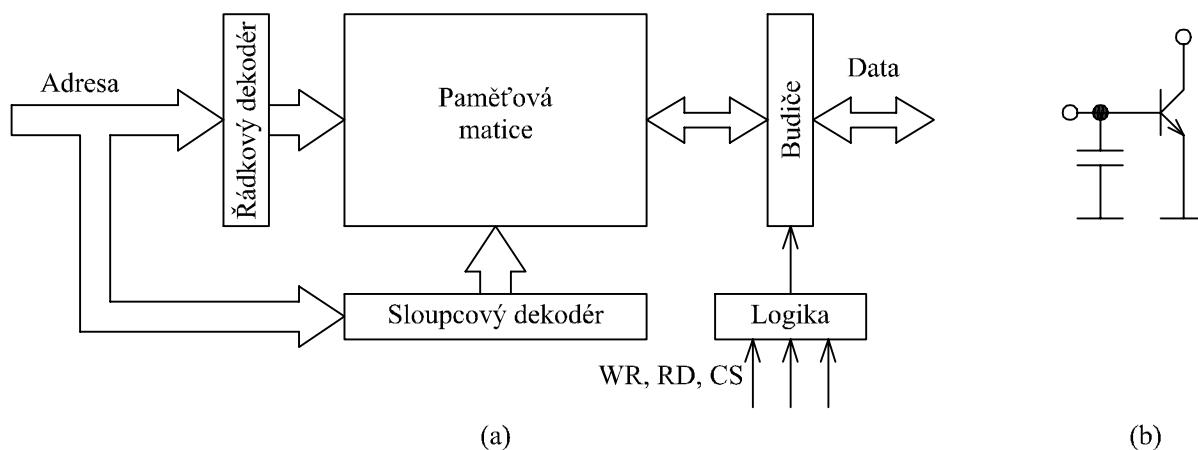 Adresa
Řádkový dekodér
Paměťová
matice
Budiče
Data
Sloupcový dekodér
Logika
WR, RD, CS
(a)
(b)